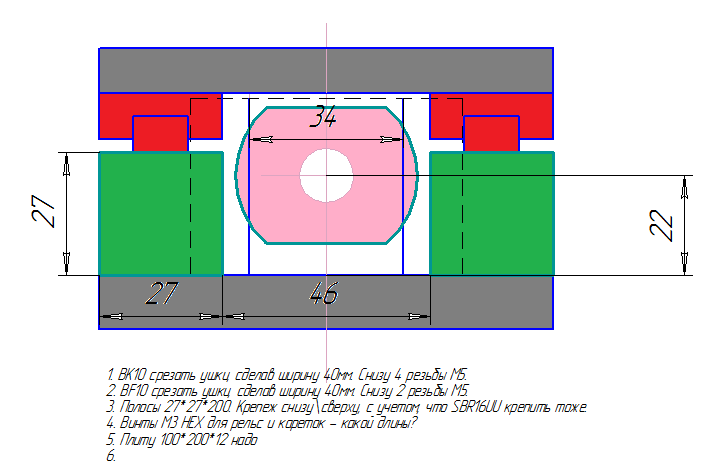 34
27
22
27
46
1. ВК10 срезать ушки, сделав ширину 40мм. Снизу 4 резьбы М5.
2. BF10 срезать ушки, сделав ширину 40мм. Снизу 2 резьбы М5.
3. Полосы 27*27*200. Крепеж снизу\сверху, с учетом, что SBR16UU крепить тоже.
4. Винты М3 HEX для рельс и кареток – какой длины?
5. Плиту 100*200*12 надо
6.